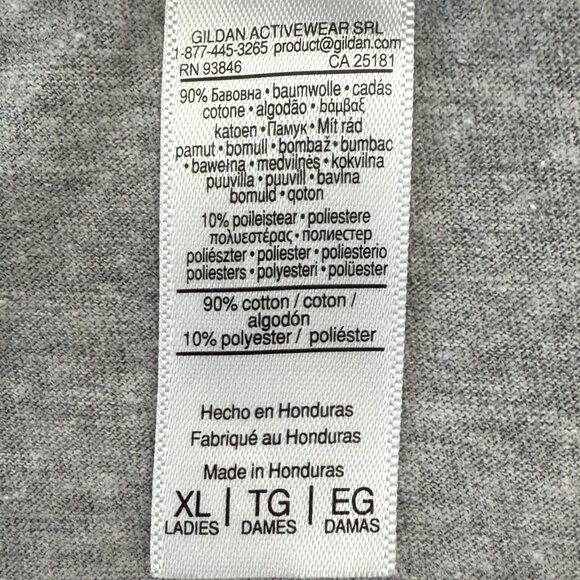 GILDAN ACTIVEWEAR SRL
1-877-445-3265 product@gildan.com
RN 93846 CA 25181
90% Бавовна • baumwolle • cadás
cotone • algodão • βάμβαξ
katoen • Памук • Mít rád
pamut • bomull • bombaž • bumbac
• bawełna • medvilnės • kokvilna
puuvilla • puuvill • bavlna
bomuld • qoton
10% poileistear • poliestere
πολυεστέρας • полиестер
poliészter • poliester • poliesterio
poliesters • polyesteri • polüester
90% cotton / coton /
algodón
10% polyester / poliéster
Hecho en Honduras
Fabriqué au Honduras
Made in Honduras
XL | TG | EG
LADIES DAMES DAMAS